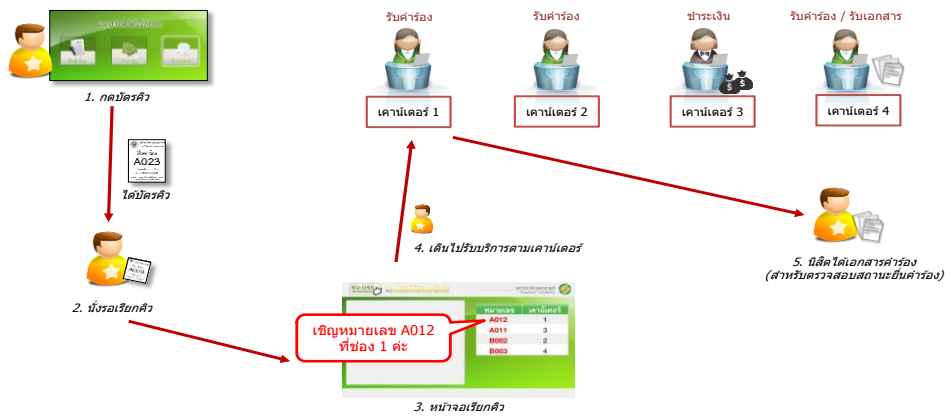 รับคำร้อง
รับคำร้อง
ชำระเงิน
รับคำร้อง / รับเอกสาร
เคาน์เตอร์ 1
เคาน์เตอร์ 2
เคาน์เตอร์ 3
เคาน์เตอร์ 4
1. กดบัตรคิว
A023
ได้บัตรคิว
2. นั่งรอเรียกคิว
4. เดินไปรับบริการตามเคาน์เตอร์
5. นิสิตได้เอกสารคำร้อง
(สำหรับตรวจสอบสถานะยื่นคำร้อง)
KU-OSS
หมายเลข เคาน์เตอร์
A012 1
A011 3
B002 2
B003 4
เชิญหมายเลข A012
ที่ช่อง 1 ค่ะ
3. หน้าจอเรียกคิว